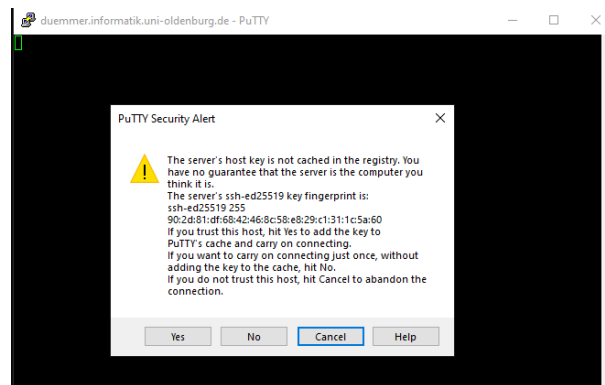 duemmer.informatik.uni-oldenburg.de - PuTTY
PuTTY Security Alert
The server's host key is not cached in the registry. You
have no guarantee that the server is the computer you
think it is.
The server's ssh-ed25519 key fingerprint is:
ssh-ed25519 255
90:2d:81:df:68:42:46:8c:58:e8:29:c1:31:1c:5a:60
If you trust this host, hit Yes to add the key to
PuTTY's cache and carry on connecting.
If you want to carry on connecting just once, without
adding the key to the cache, hit No.
If you do not trust this host, hit Cancel to abandon the
connection.
Yes No Cancel Help